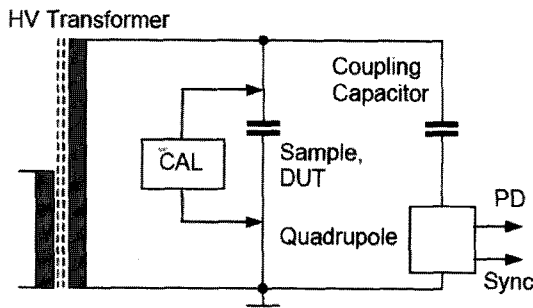 HV Transformer
Coupling
Capacitor
CAL
Sample,
DUT
Quadrupole
PD
Sync